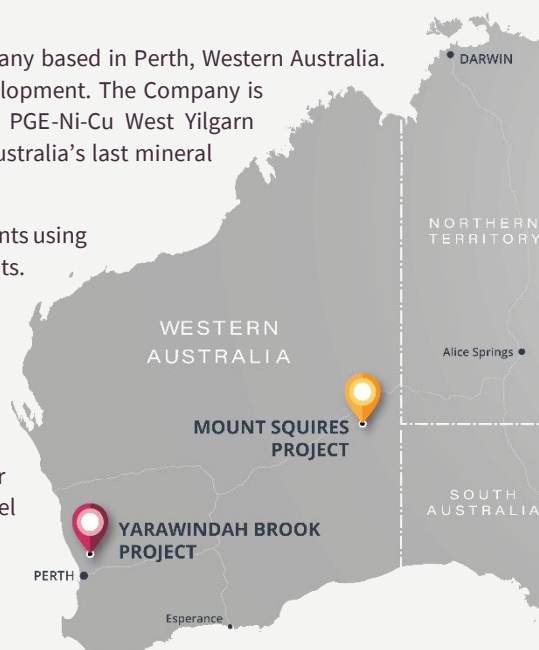 any based in Perth, Western Australia.
lopment. The Company is
PGE-Ni-Cu West Yilgarn
ustralia’s last mineral
nts using
ts.
r
el
DARWIN
NORTHERN
TERRITORY
WESTERN
AUSTRALIA
Alice Springs
MOUNT SQUIRES
PROJECT
SOUTH
AUSTRALIA
YARAWINDAH BROOK
PROJECT
PERTH
Esperance